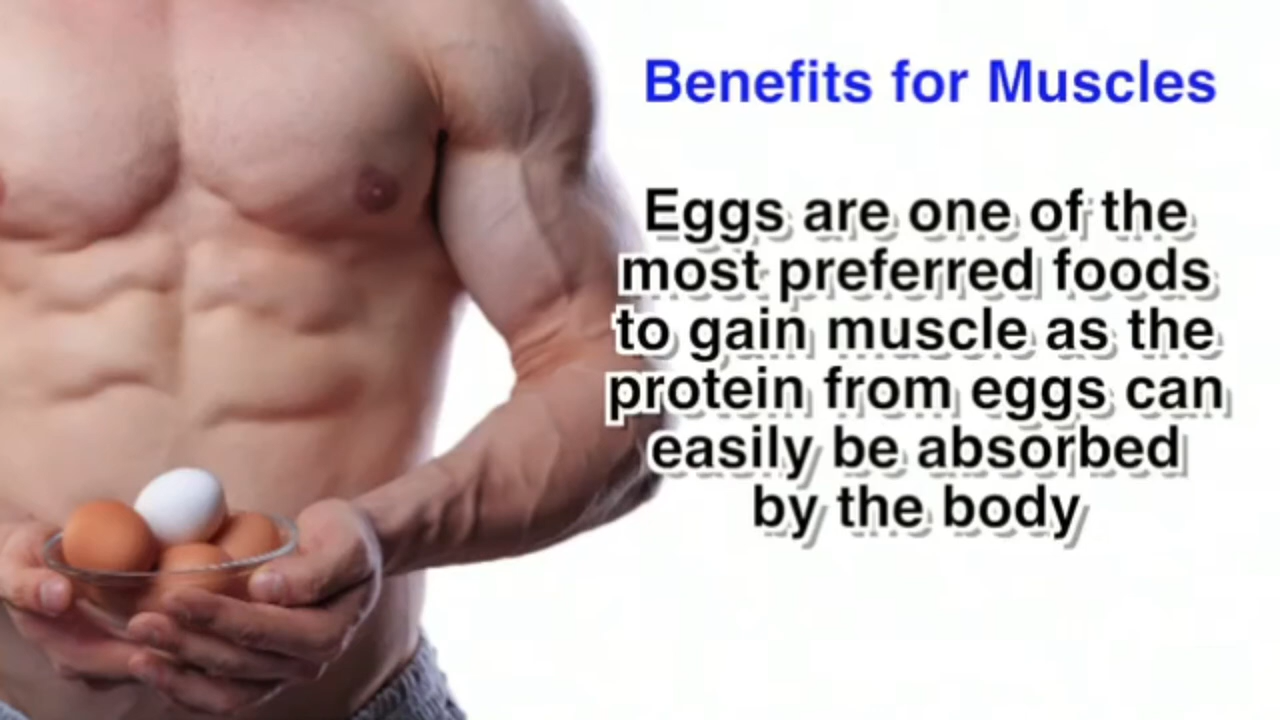 Benefits for Muscles
Eggs are one of the
most preferred foods
to gain muscle as the
protein from eggs can
easily be absorbed
by the body